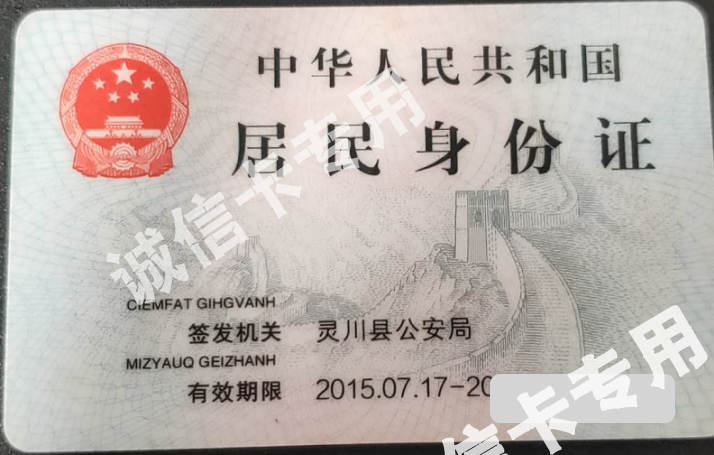 中华人民共和国
居民身份证
诚信卡专用
CIEMFAT GIHGVANH
签发机关 灵川县公安局
MIZYAUQ GEIZHANH
有效期限 2015.07.17-20
信卡专用